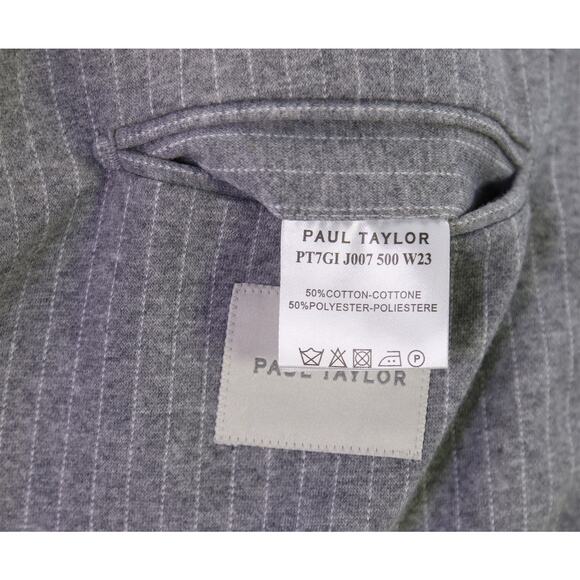 PAUL TAYLOR
PT7GI J007 500 W23
50%COTTON-COTTONE
50%POLYESTER-POLIESTERE
P
PAUL TAYLOR